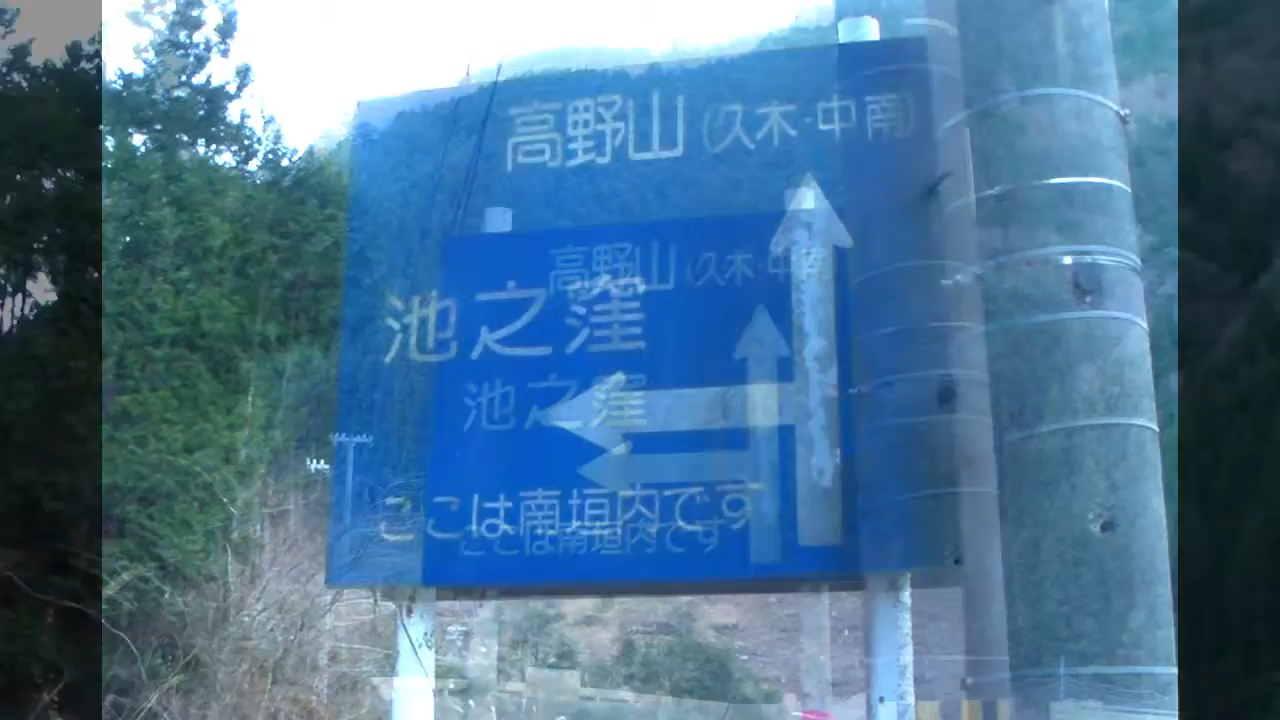 高野山(久木・中南)
高野山(久木・中南
池之窪
池之窪
ここは南垣内です
ここは南垣内です